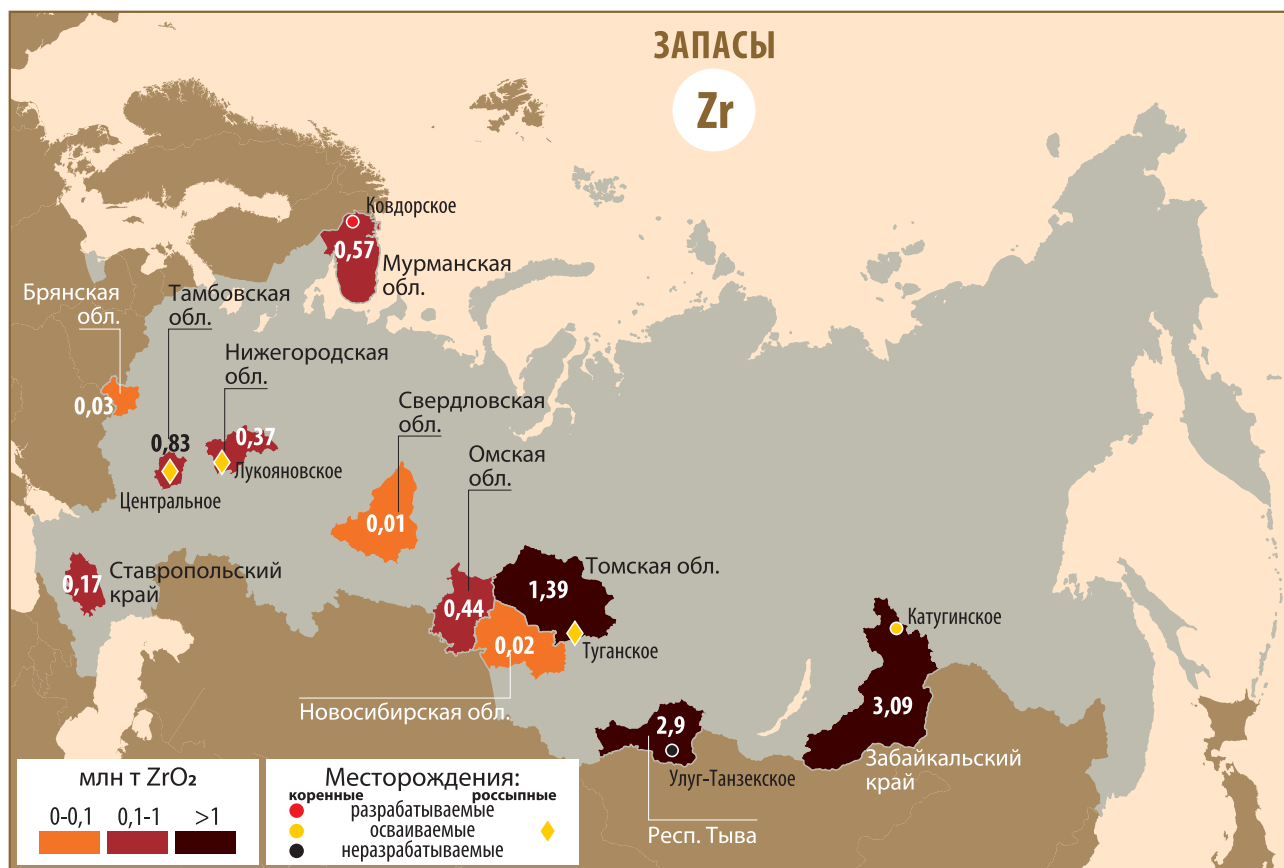 ЗАПАСЫ
Zr
Ковдорское
0,57
Мурманская
обл.
Брянская
обл.
Тамбовская
обл.
Нижегородская
обл.
0,03
0,83
0,37
Лукояновское
Центральное
Свердловская
обл.
0,01
Омская
обл.
0,17
Ставропольский
край
Томская обл.
1,39
0,44
0,02
Туганское
Новосибирская обл.
Катугинское
3,09
Забайкальский
край
2,9
Улуг-Танзекское
Респ. Тыва
млн т ZrO₂
0-0,1 0,1-1 >1
Месторождения:
коренные россыпные
разрабатываемые
осваиваемые
неразрабатываемые